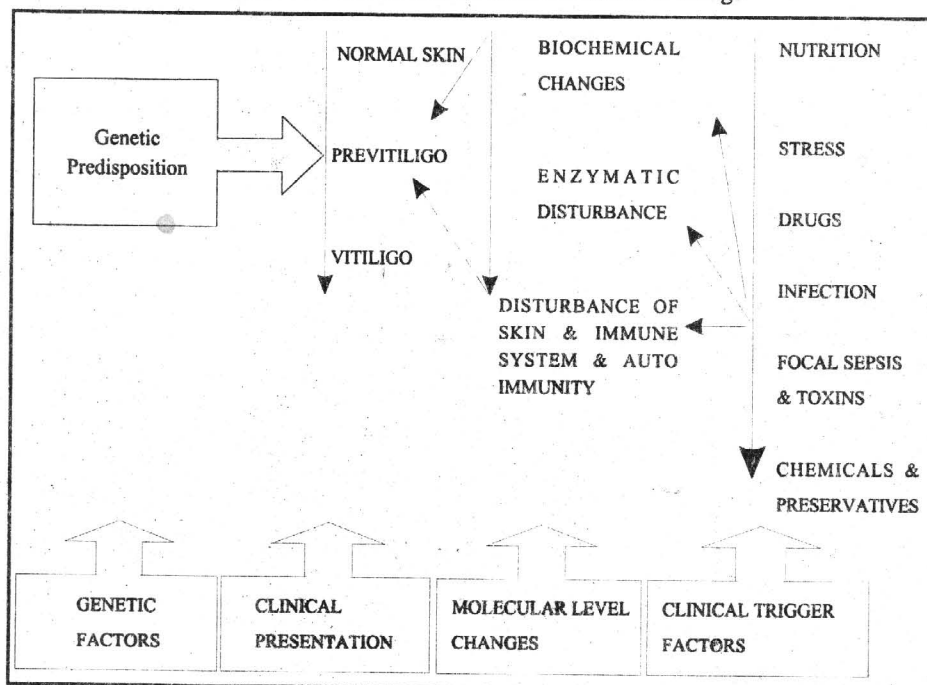 Genetic
Predisposition
NORMAL SKIN
PREVITILIGO
VITILIGO
BIOCHEMICAL
CHANGES
ENZYMATIC
DISTURBANCE
DISTURBANCE OF
SKIN & IMMUNE
SYSTEM & AUTO
IMMUNITY
NUTRITION
STRESS
DRUGS
INFECTION
FOCAL SEPSIS
& TOXINS
CHEMICALS &
PRESERVATIVES
GENETIC
FACTORS
CLINICAL
PRESENTATION
MOLECULAR LEVEL
CHANGES
CLINICAL TRIGGER
FACTORS